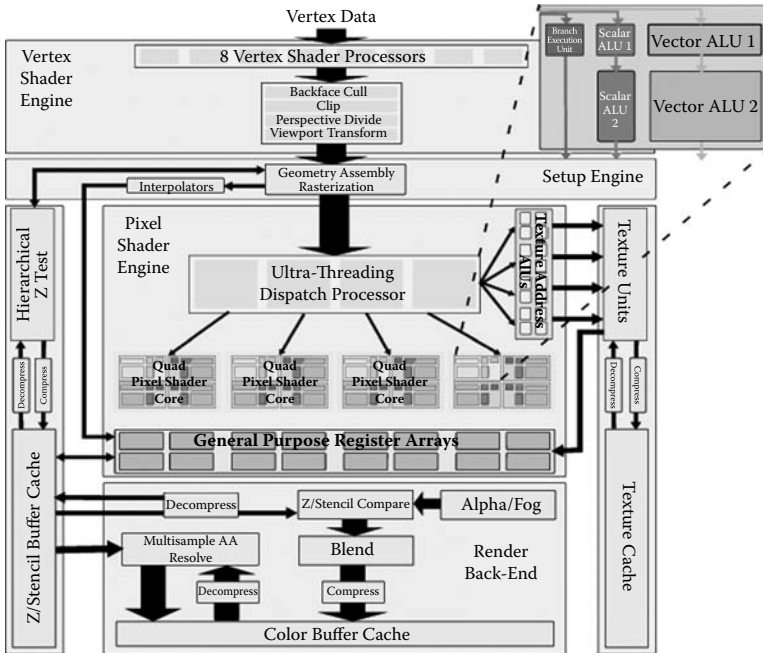 Vertex Data
Vertex
Shader
Engine
8 Vertex Shader Processors
Backface Cull
Clip
Perspective Divide
Viewport Transform
Branch
Execution
Unit
Scalar
ALU 1
Vector ALU 1
Scalar
ALU
2
Vector ALU 2
Geometry Assembly
Rasterization
Interpolators
Setup Engine
Hierarchical
Z Test
Pixel
Shader
Engine
Ultra-Threading
Dispatch Processor
Texture Address
AlUs
Texture Units
Decompress
Compress
Quad
Pixel Shader
Core
Quad
Pixel Shader
Core
Quad
Pixel Shader
Core
Decompress
Compress
General Purpose Register Arrays
Z/Stencil Buffer Cache
Decompress
Z/Stencil Compare
Alpha/Fog
Multisample AA
Resolve
Blend
Render
Back-End
Decompress
Compress
Color Buffer Cache
Texture Cache